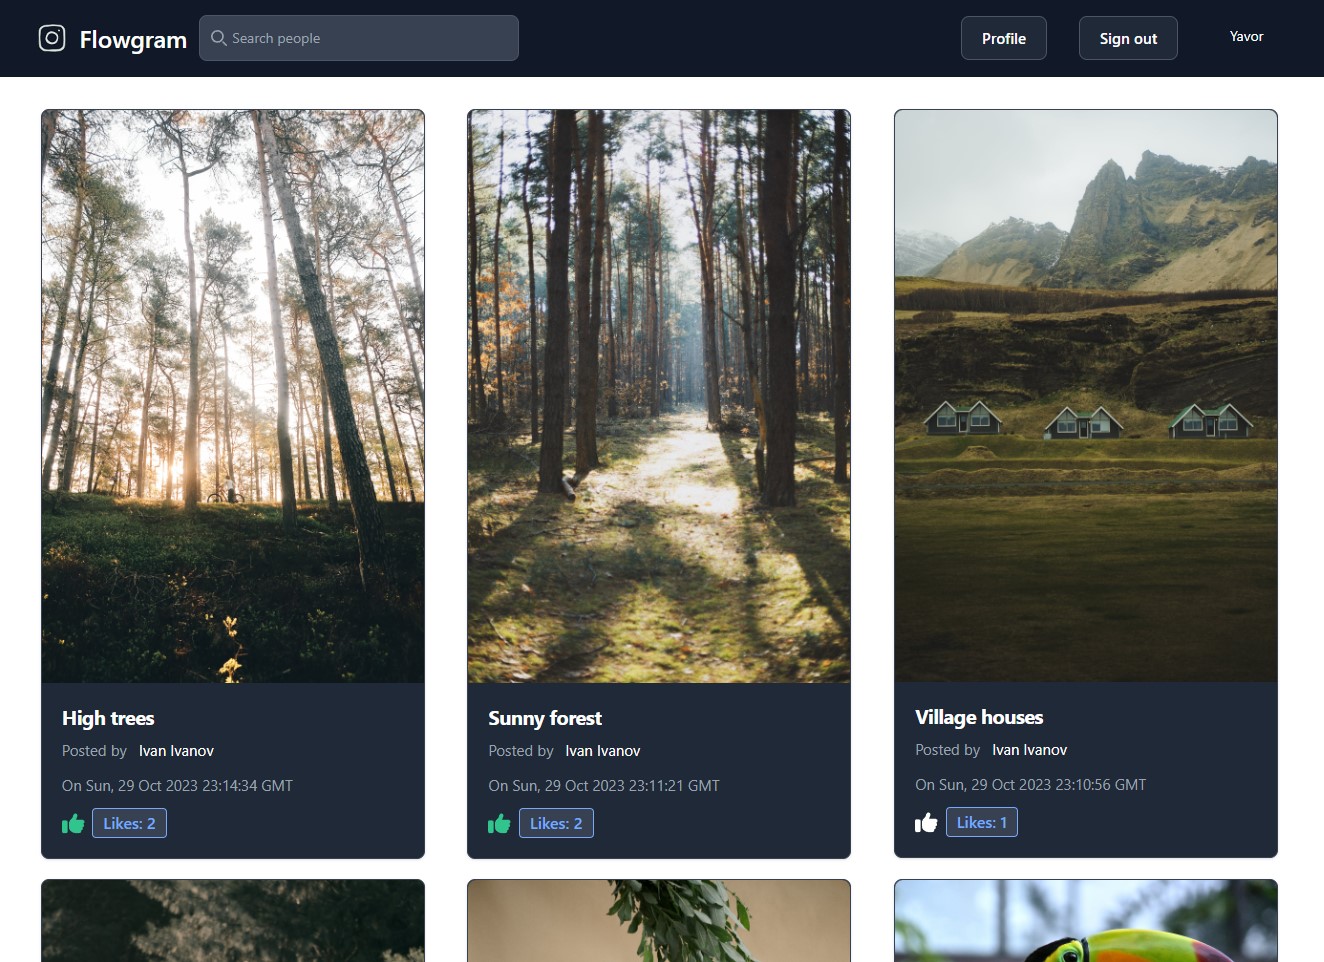 Flowgram
Search people
Profile
Sign out
Yavor
High trees
Posted by Ivan Ivanov
On Sun, 29 Oct 2023 23:14:34 GMT
Likes: 2
Sunny forest
Posted by Ivan Ivanov
On Sun, 29 Oct 2023 23:11:21 GMT
Likes: 2
Village houses
Posted by Ivan Ivanov
On Sun, 29 Oct 2023 23:10:56 GMT
Likes: 1